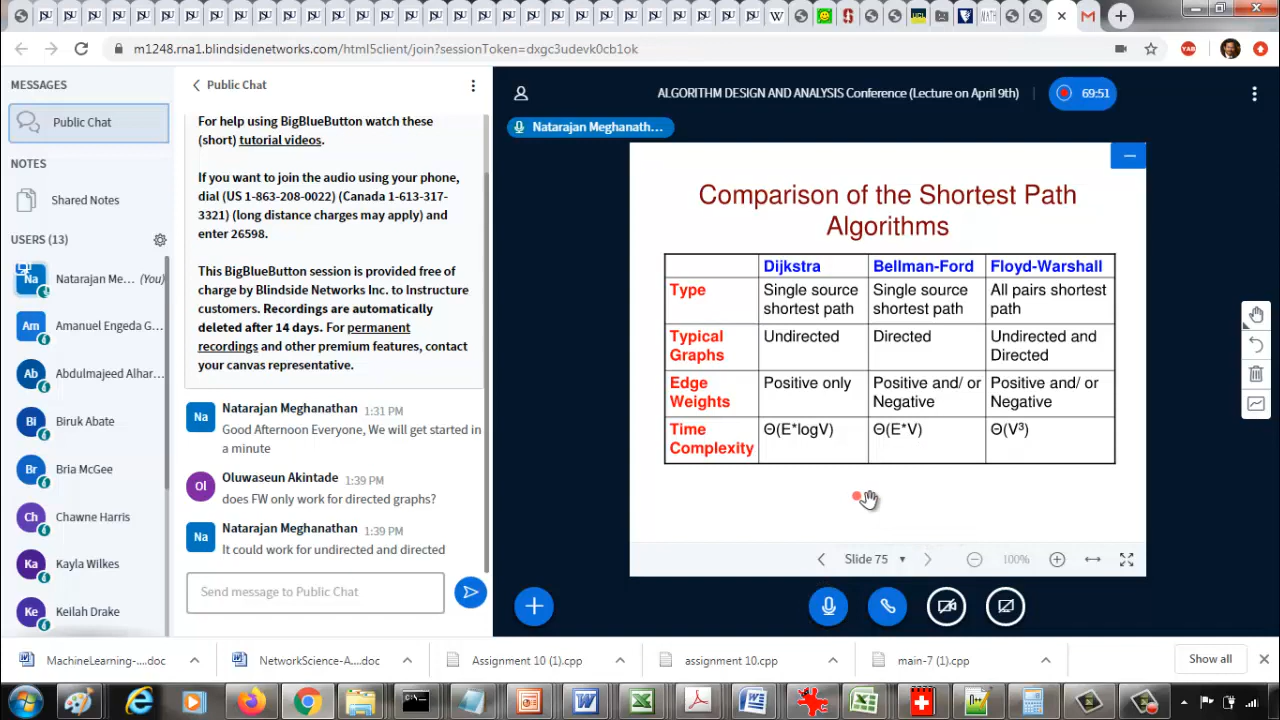 m1248.rna1.blindsidenetworks.com/html5client/join?sessionToken=dxgc3udevk0cb1ok
MESSAGES
Public Chat
NOTES
Shared Notes
USERS (13)
Na
Natarajan Me... (You)
Am
Amanuel Engeda G...
Ab
Abdulmajeed Alhar...
Bi
Biruk Abate
Br
Bria McGee
Ch
Chawne Harris
Ka
Kayla Wilkes
Ke
Keilah Drake
Public Chat
For help using BigBlueButton watch these
(short) tutorial videos.
If you want to join the audio using your phone,
dial (US 1-863-208-0022) (Canada 1-613-317-
3321) (long distance charges may apply) and
enter 26598.
This BigBlueButton session is provided free of
charge by Blindside Networks Inc. to Instructure
customers. Recordings are automatically
deleted after 14 days. For permanent
recordings and other premium features, contact
your canvas representative.
Na
Natarajan Meghanathan 1:31 PM
Good Afternoon Everyone, We will get started in
a minute
Ol
Oluwaseun Akintade 1:39 PM
does FW only work for directed graphs?
Na
Natarajan Meghanathan 1:39 PM
It could work for undirected and directed
Send message to Public Chat
ALGORITHM DESIGN AND ANALYSIS Conference (Lecture on April 9th)
69:51
Natarajan Meghanath...
Comparison of the Shortest Path
Algorithms
Dijkstra Bellman-Ford Floyd-Warshall
Type Single source Single source All pairs shortest
shortest path shortest path path
Typical Undirected Directed Undirected and
Graphs Directed
Edge Positive only Positive and/ or Positive and/ or
Weights Negative Negative
Time Θ(E*logV) Θ(E*V) Θ(V³)
Complexity
Slide 75
100%
MachineLearning-....doc
NetworkScience-A....doc
Assignment 10 (1).cpp
assignment 10.cpp
main-7 (1).cpp
Show all